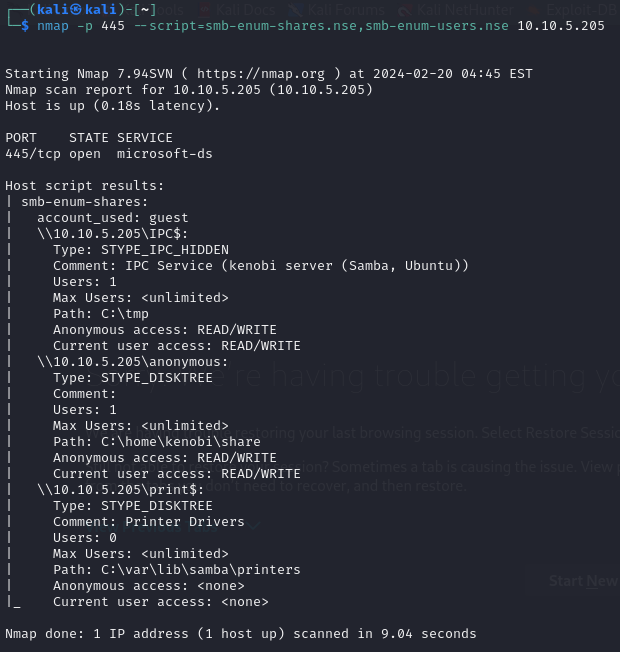 ┌──(kali㉿kali)-[~]
└─$ nmap -p 445 --script=smb-enum-shares.nse,smb-enum-users.nse 10.10.5.205
Starting Nmap 7.94SVN ( https://nmap.org ) at 2024-02-20 04:45 EST
Nmap scan report for 10.10.5.205 (10.10.5.205)
Host is up (0.18s latency).
PORT    STATE SERVICE
445/tcp open  microsoft-ds
Host script results:
| smb-enum-shares:
|   account_used: guest
|   \\10.10.5.205\IPC$:
|     Type: STYPE_IPC_HIDDEN
|     Comment: IPC Service (kenobi server (Samba, Ubuntu))
|     Users: 1
|     Max Users: <unlimited>
|     Path: C:\tmp
|     Anonymous access: READ/WRITE
|     Current user access: READ/WRITE
|   \\10.10.5.205\anonymous:
|     Type: STYPE_DISKTREE
|     Comment:
|     Users: 1
|     Max Users: <unlimited>
|     Path: C:\home\kenobi\share
|     Anonymous access: READ/WRITE
|     Current user access: READ/WRITE
|   \\10.10.5.205\print$:
|     Type: STYPE_DISKTREE
|     Comment: Printer Drivers
|     Users: 0
|     Max Users: <unlimited>
|     Path: C:\var\lib\samba\printers
|     Anonymous access: <none>
|_    Current user access: <none>
Nmap done: 1 IP address (1 host up) scanned in 9.04 seconds